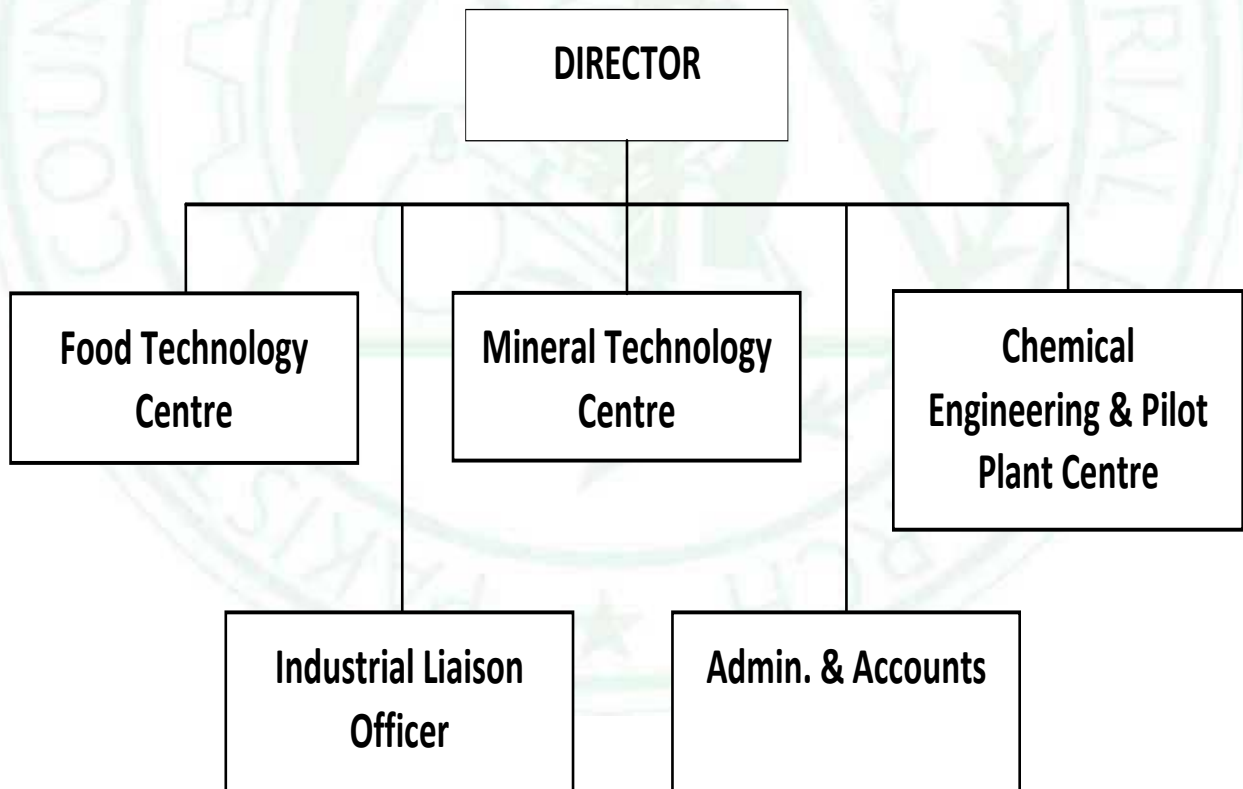 DIRECTOR
Food Technology
Centre
Mineral Technology
Centre
Chemical
Engineering & Pilot
Plant Centre
Industrial Liaison
Officer
Admin. & Accounts